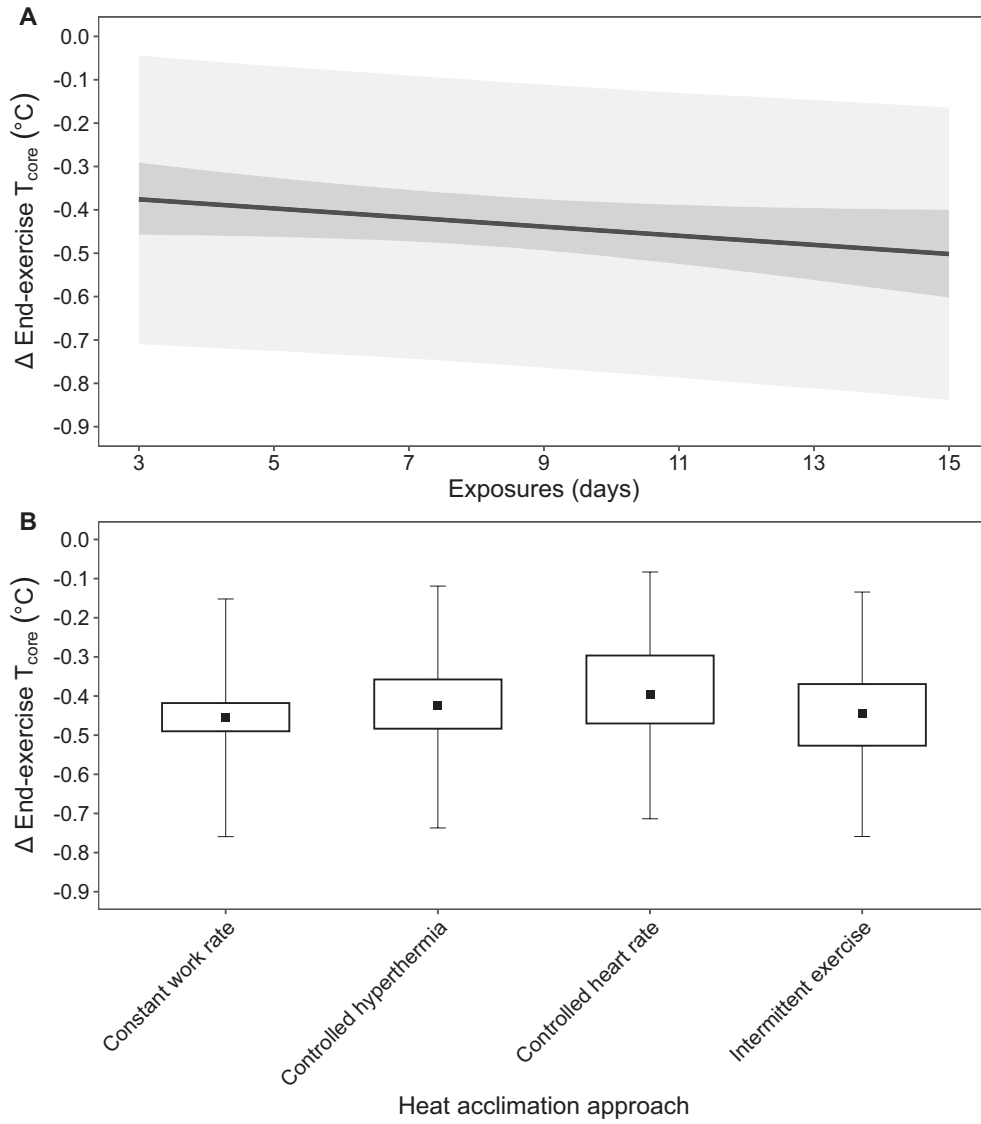 A
Δ End-exercise Tcore (°C)
0.0
-0.1
-0.2
-0.3
-0.4
-0.5
-0.6
-0.7
-0.8
-0.9
3 5 7 9 11 13 15
Exposures (days)
B
Δ End-exercise Tcore (°C)
0.0
-0.1
-0.2
-0.3
-0.4
-0.5
-0.6
-0.7
-0.8
-0.9
Constant work rate
Controlled hyperthermia
Controlled heart rate
Intermittent exercise
Heat acclimation approach